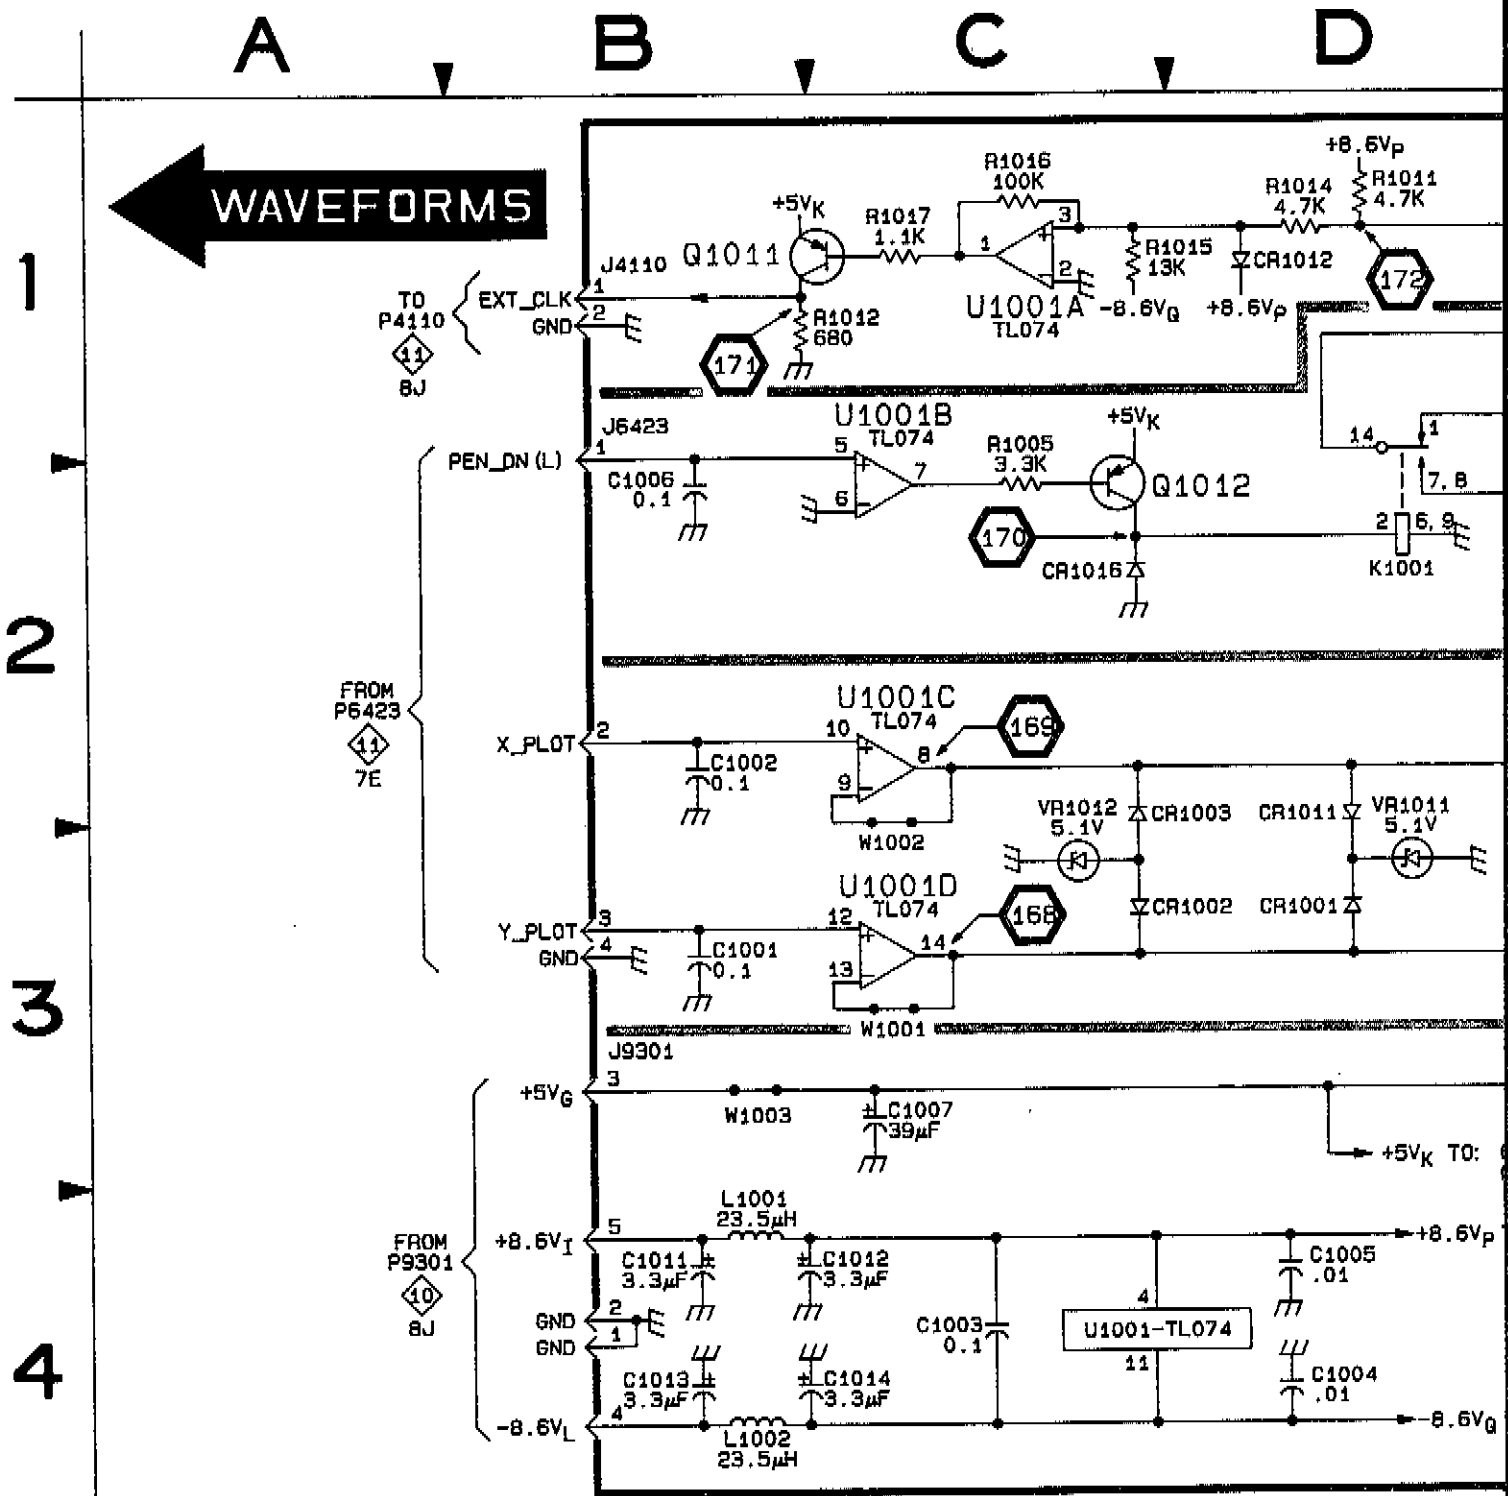 A B C D
1
2
3
4
WAVEFORMS
+8.6VP
R1011
4.7K
R1014
4.7K
R1016
100K
+5VK
R1017
1.1K
3
1
2
Q1011
R1015
13K
CR1012
172
J4110
TO
P4110
11
8J
EXT_CLK
1
GND
2
R1012
680
171
U1001A
TL074
-8.6VQ
+8.6VP
J6423
PEN_DN(L)
1
C1006
0.1
U1001B
TL074
5
6
7
R1005
3.3K
+5VK
Q1012
170
CR1016
14
1
7,8
2
6,9
K1001
FROM
P6423
11
7E
X_PLOT
2
C1002
0.1
U1001C
TL074
10
9
8
169
W1002
VR1012
5.1V
CR1003
CR1011
VR1011
5.1V
Y_PLOT
3
GND
4
C1001
0.1
U1001D
TL074
12
13
14
168
CR1002
CR1001
W1001
J9301
+5VG
3
W1003
C1007
39µF
+5VK TO:
FROM
P9301
10
8J
+8.6VI
5
L1001
23.5µH
C1011
3.3µF
C1012
3.3µF
C1005
.01
+8.6VP
GND
2
GND
1
C1003
0.1
4
U1001-TL074
11
C1013
3.3µF
C1014
3.3µF
C1004
.01
-8.6VL
4
L1002
23.5µH
-8.6VQ